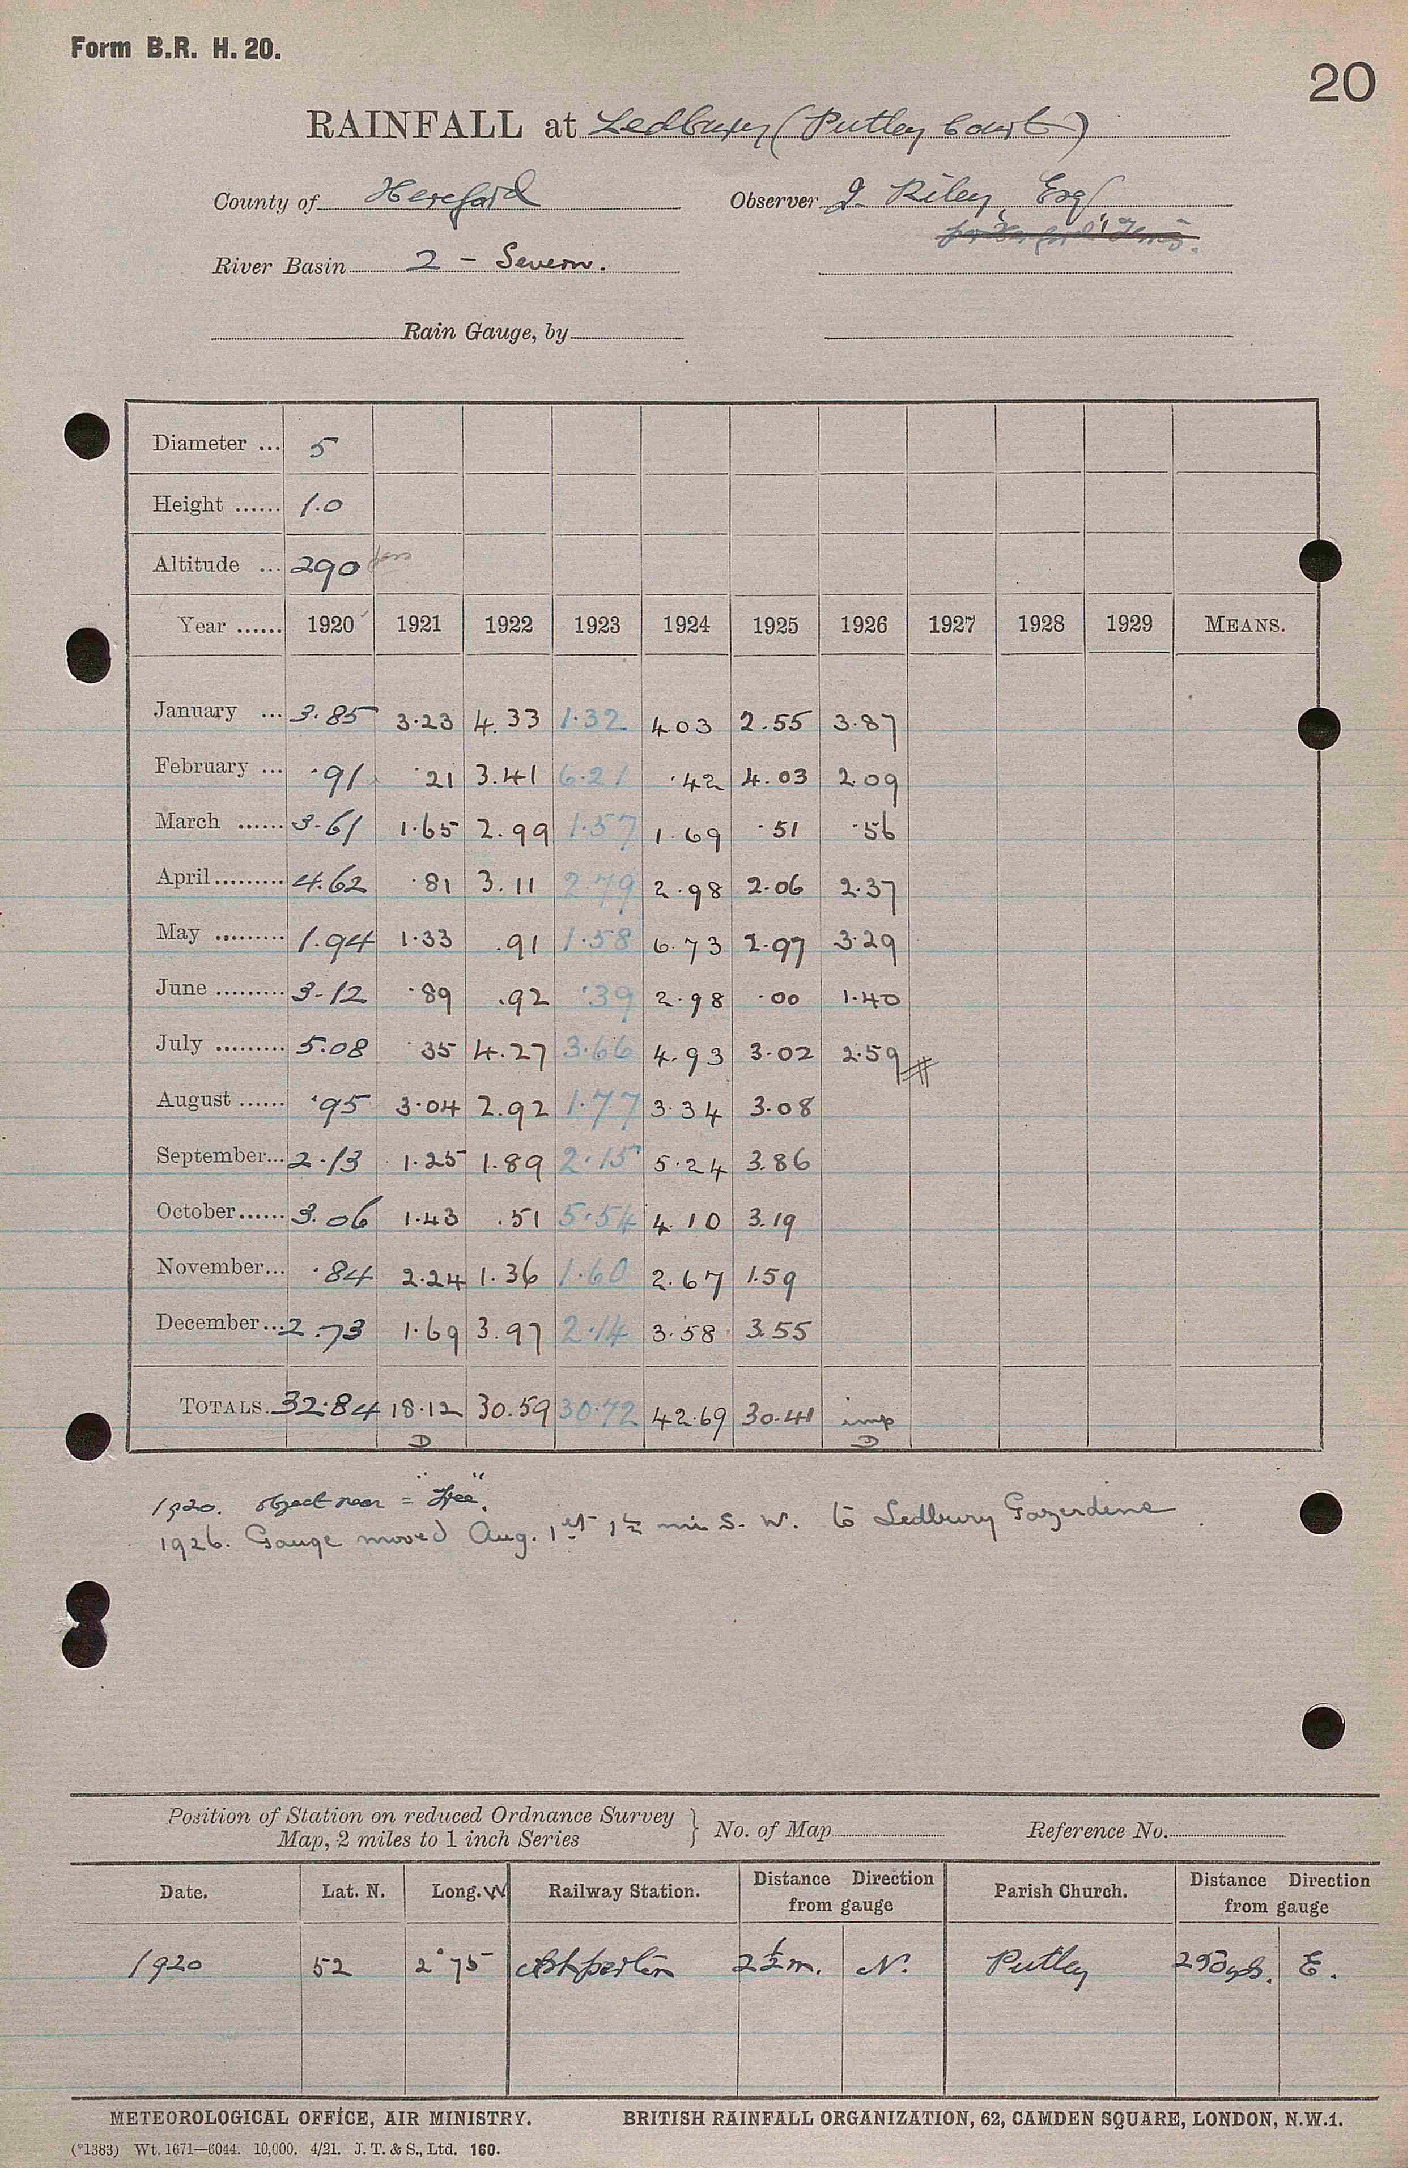 Form B.R. H. 20.
20
RAINFALL at Ledbury (Putley Court)
County of Hereford Observer J. Riley, Esq
River Basin 2 - Severn.
Rain Gauge, by
Diameter ... 5
Height ...... 1.0
Altitude ... 290
Year ...... 1920 1921 1922 1923 1924 1925 1926 1927 1928 1929 MEANS.
January ... 3.85 3.23 4.33 1.32 4.03 2.55 3.87
February ... .91 .21 3.41 6.21 .42 4.03 2.09
March ...... 3.61 1.65 2.99 1.57 1.69 .51 .56
April ......... 4.62 .81 3.11 2.79 2.98 2.06 2.37
May ......... 1.94 1.33 .91 1.58 6.73 2.97 3.29
June ......... 3.12 .89 .92 .39 2.98 .00 1.40
July ......... 5.08 .35 4.27 3.66 4.93 3.02 2.59
August ...... .95 3.04 2.92 1.77 3.34 3.08
September... 2.13 1.25 1.89 2.15 5.24 3.86
October...... 3.06 1.43 .51 5.54 4.10 3.19
November... .84 2.24 1.36 1.60 2.67 1.59
December... 2.73 1.69 3.97 2.14 3.58 3.55
TOTALS. 32.84 18.12 30.59 30.72 42.69 30.41 imp
D D
1920. object near = "Tree".
1926. Gauge moved Aug. 1st 1½ mi S. W. to Ledbury Gazerdine
Position of Station on reduced Ordnance Survey
Map, 2 miles to 1 inch Series } No. of Map Reference No.
Date. Lat. N. Long. W Railway Station. Distance Direction from gauge Parish Church. Distance Direction from gauge
1920 52 2°75 Ashperton 2½ m. N. Putley 250 yds. E.
METEOROLOGICAL OFFICE, AIR MINISTRY. BRITISH RAINFALL ORGANIZATION, 62, CAMDEN SQUARE, LONDON, N.W.1.
(*1383) Wt. 1671—6044. 10,000. 4/21. J. T. & S., Ltd. 160.